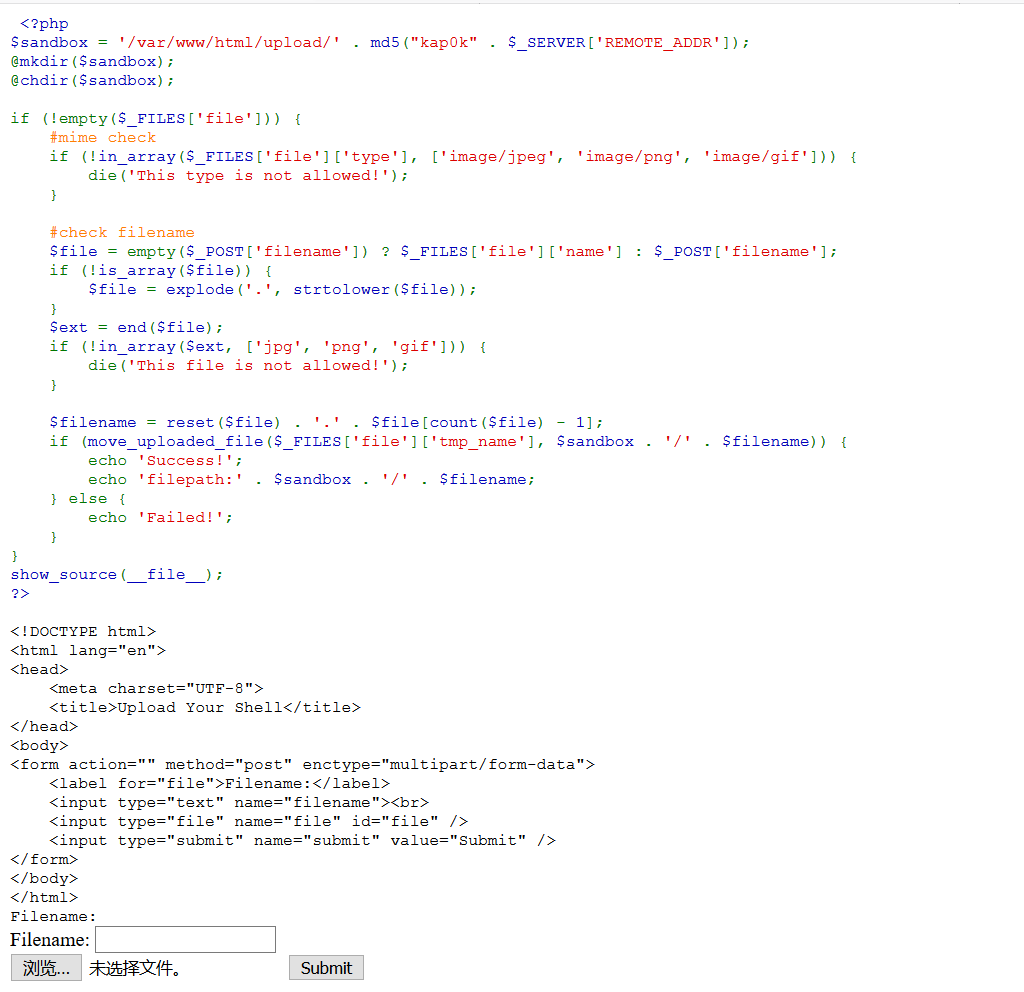 <?php
$sandbox = '/var/www/html/upload/' . md5("kap0k" . $_SERVER['REMOTE_ADDR']);
@mkdir($sandbox);
@chdir($sandbox);

if (!empty($_FILES['file'])) {
    #mime check
    if (!in_array($_FILES['file']['type'], ['image/jpeg', 'image/png', 'image/gif'])) {
        die('This type is not allowed!');
    }

    #check filename
    $file = empty($_POST['filename']) ? $_FILES['file']['name'] : $_POST['filename'];
    if (!is_array($file)) {
        $file = explode('.', strtolower($file));
    }
    $ext = end($file);
    if (!in_array($ext, ['jpg', 'png', 'gif'])) {
        die('This file is not allowed!');
    }

    $filename = reset($file) . '.' . $file[count($file) - 1];
    if (move_uploaded_file($_FILES['file']['tmp_name'], $sandbox . '/' . $filename)) {
        echo 'Success!';
        echo 'filepath:' . $sandbox . '/' . $filename;
    } else {
        echo 'Failed!';
    }
}
show_source(__file__);
?>

<!DOCTYPE html>
<html lang="en">
<head>
    <meta charset="UTF-8">
    <title>Upload Your Shell</title>
</head>
<body>
<form action="" method="post" enctype="multipart/form-data">
    <label for="file">Filename:</label>
    <input type="text" name="filename"><br>
    <input type="file" name="file" id="file" />
    <input type="submit" name="submit" value="Submit" />
</form>
</body>
</html>
Filename:
Filename:
浏览... 未选择文件。 Submit